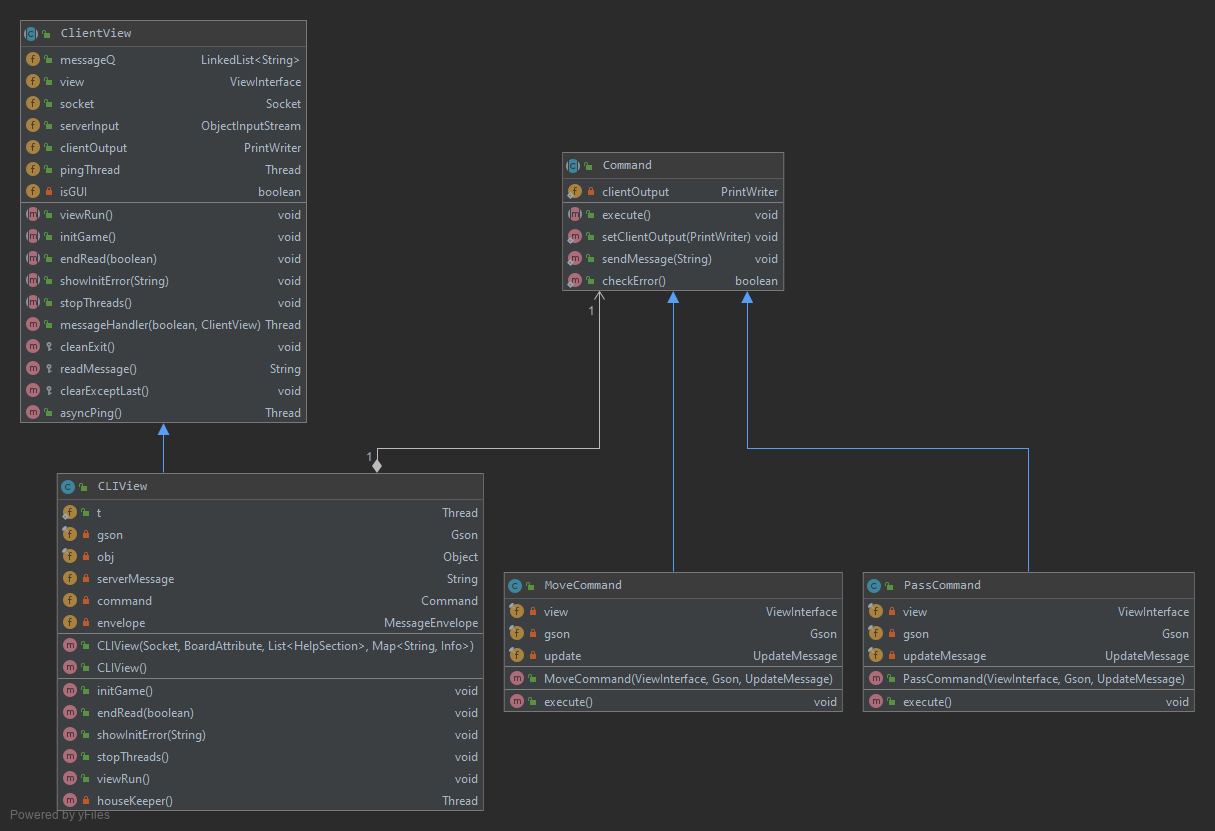 ClientView
messageQ LinkedList<String>
view ViewInterface
socket Socket
serverInput ObjectInputStream
clientOutput PrintWriter
pingThread Thread
isGUI boolean
viewRun() void
initGame() void
endRead(boolean) void
showInitError(String) void
stopThreads() void
messageHandler(boolean, ClientView) Thread
cleanExit() void
readMessage() String
clearExceptLast() void
asyncPing() Thread
Command
clientOutput PrintWriter
execute() void
setClientOutput(PrintWriter) void
sendMessage(String) void
checkError() boolean
1
1
CLIView
t Thread
gson Gson
obj Object
serverMessage String
command Command
envelope MessageEnvelope
CLIView(Socket, BoardAttribute, List<HelpSection>, Map<String, Info>)
CLIView()
initGame() void
endRead(boolean) void
showInitError(String) void
stopThreads() void
viewRun() void
houseKeeper() Thread
MoveCommand
view ViewInterface
gson Gson
update UpdateMessage
MoveCommand(ViewInterface, Gson, UpdateMessage)
execute() void
PassCommand
view ViewInterface
gson Gson
updateMessage UpdateMessage
PassCommand(ViewInterface, Gson, UpdateMessage)
execute() void
Powered by yFiles